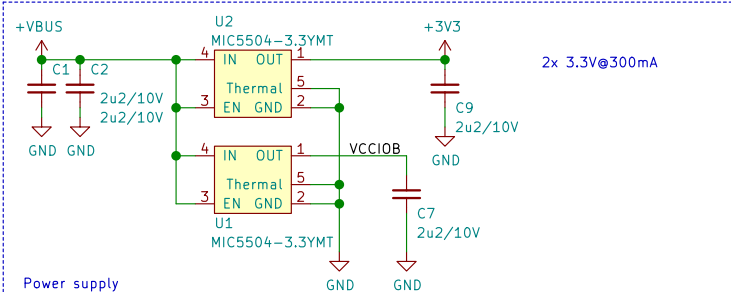 U2
MIC5504-3.3YMT
+VBUS
+3V3
4 IN OUT 1
C1 C2
2x 3.3V@300mA
2u2/10V
2u2/10V
Thermal 5
3 EN GND 2
C9
2u2/10V
GND GND
GND
4 IN OUT 1
VCCIOB
Thermal 5
3 EN GND 2
U1
MIC5504-3.3YMT
C7
2u2/10V
GND GND
Power supply